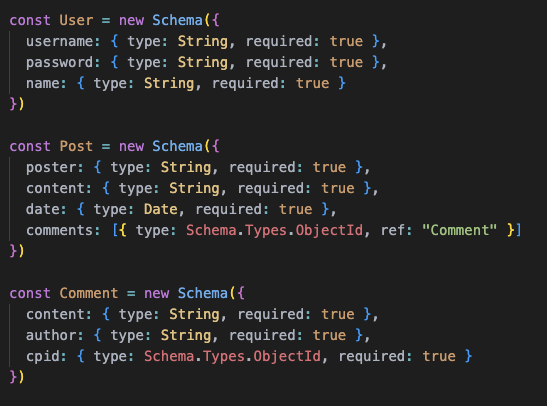 const User = new Schema({
  username: { type: String, required: true },
  password: { type: String, required: true },
  name: { type: String, required: true }
})

const Post = new Schema({
  poster: { type: String, required: true },
  content: { type: String, required: true },
  date: { type: Date, required: true },
  comments: [{ type: Schema.Types.ObjectId, ref: "Comment" }]
})

const Comment = new Schema({
  content: { type: String, required: true },
  author: { type: String, required: true },
  cpid: { type: Schema.Types.ObjectId, required: true }
})